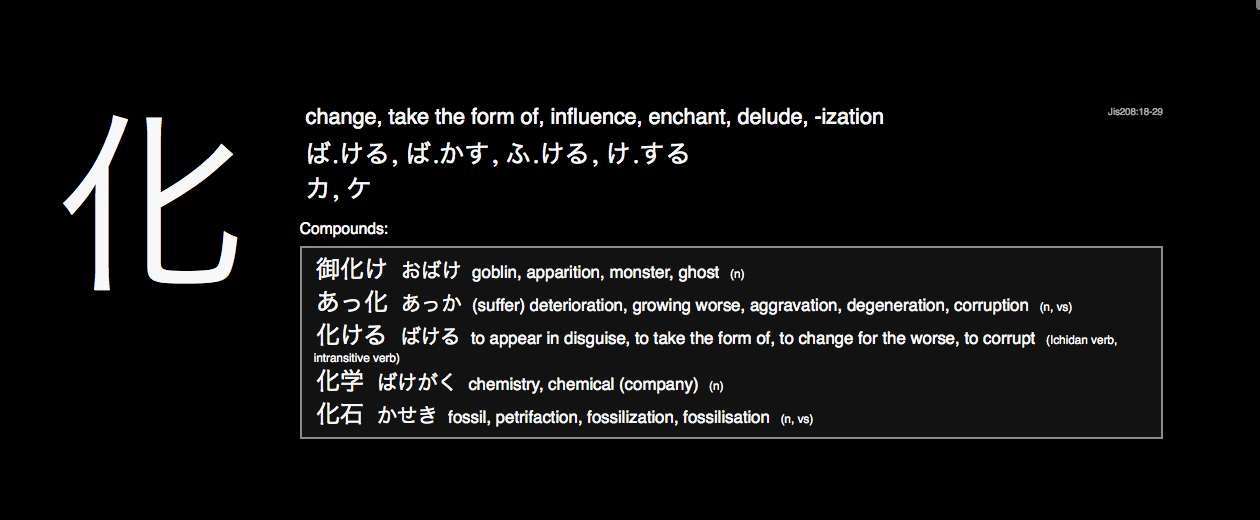 化
change, take the form of, influence, enchant, delude, -ization
Jis208:18-29
ば.ける, ば.かす, ふ.ける, け.する
カ, ケ
Compounds:
御化け おばけ goblin, apparition, monster, ghost (n)
あっ化 あっか (suffer) deterioration, growing worse, aggravation, degeneration, corruption (n, vs)
化ける ばける to appear in disguise, to take the form of, to change for the worse, to corrupt (Ichidan verb,
intransitive verb)
化学 ばけがく chemistry, chemical (company) (n)
化石 かせき fossil, petrifaction, fossilization, fossilisation (n, vs)